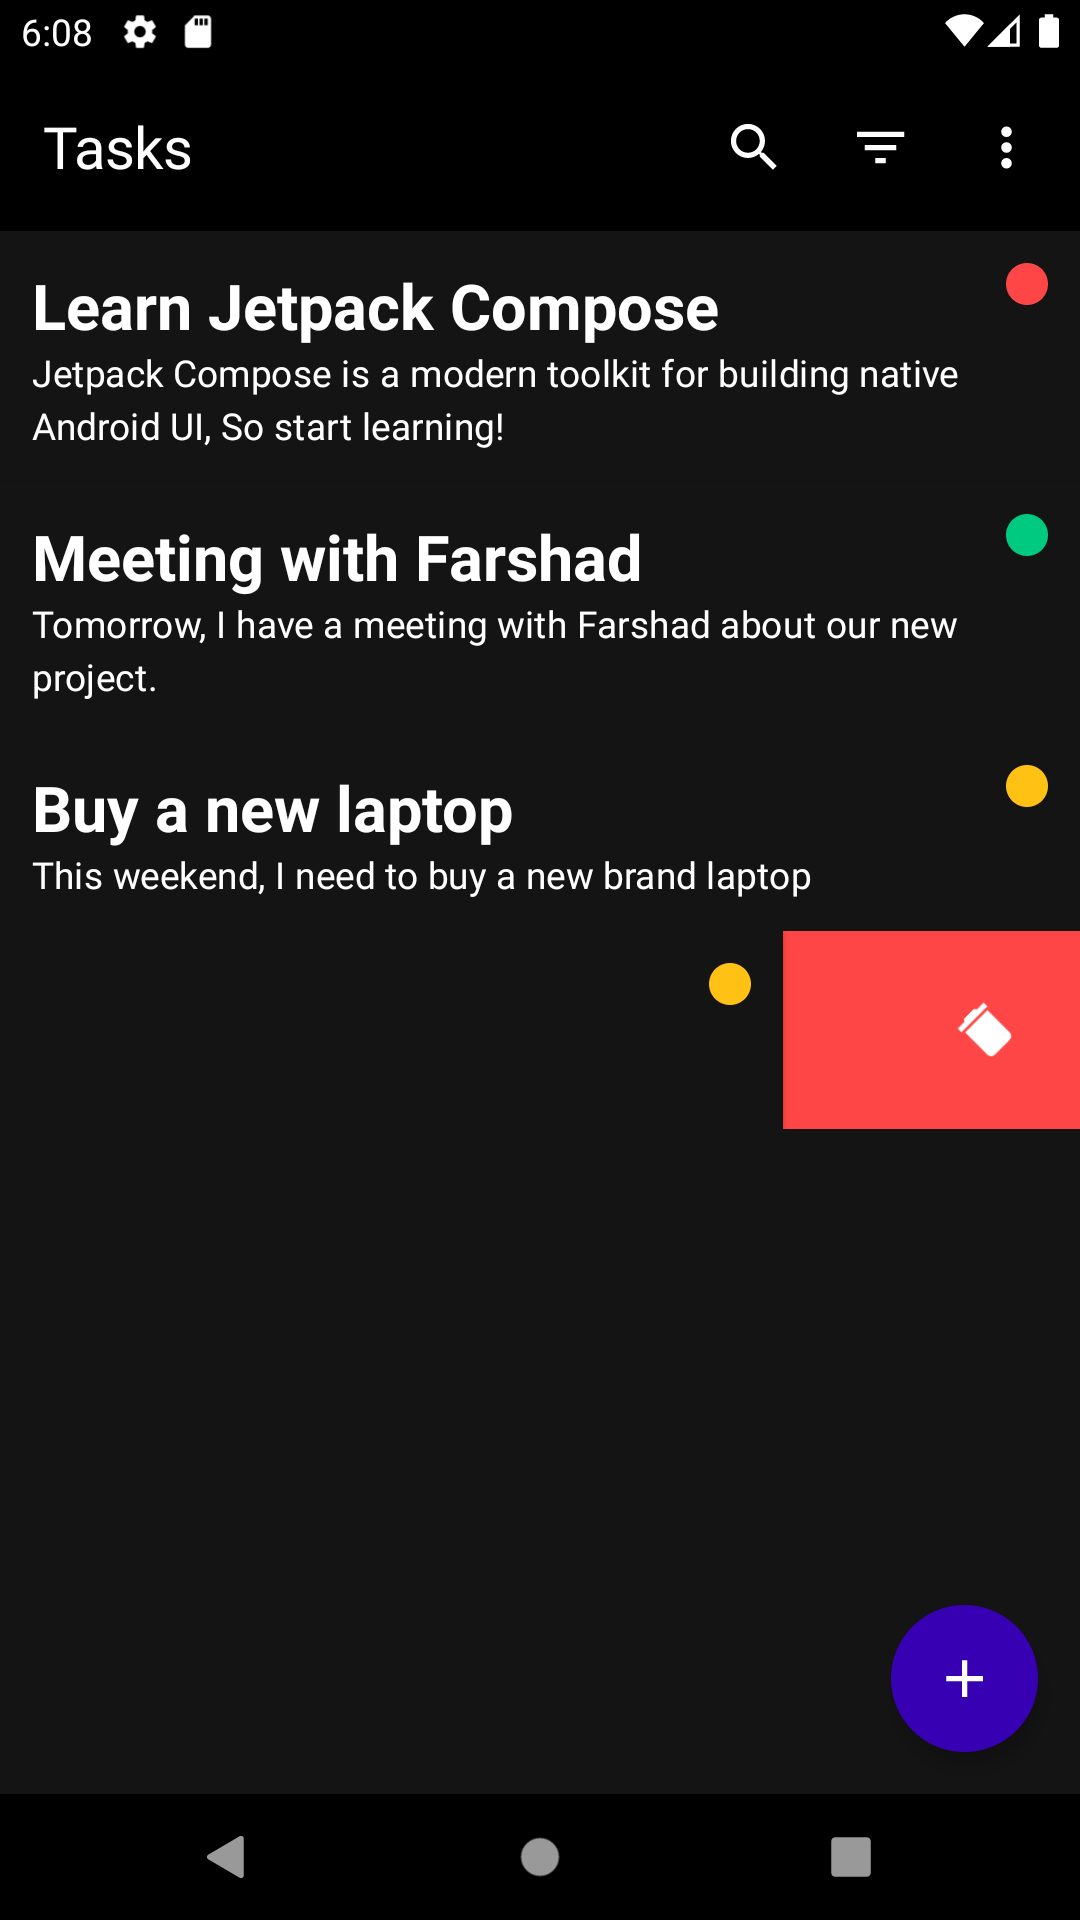 6:08
Tasks
Learn Jetpack Compose
Jetpack Compose is a modern toolkit for building native
Android UI, So start learning!
Meeting with Farshad
Tomorrow, I have a meeting with Farshad about our new
project.
Buy a new laptop
This weekend, I need to buy a new brand laptop